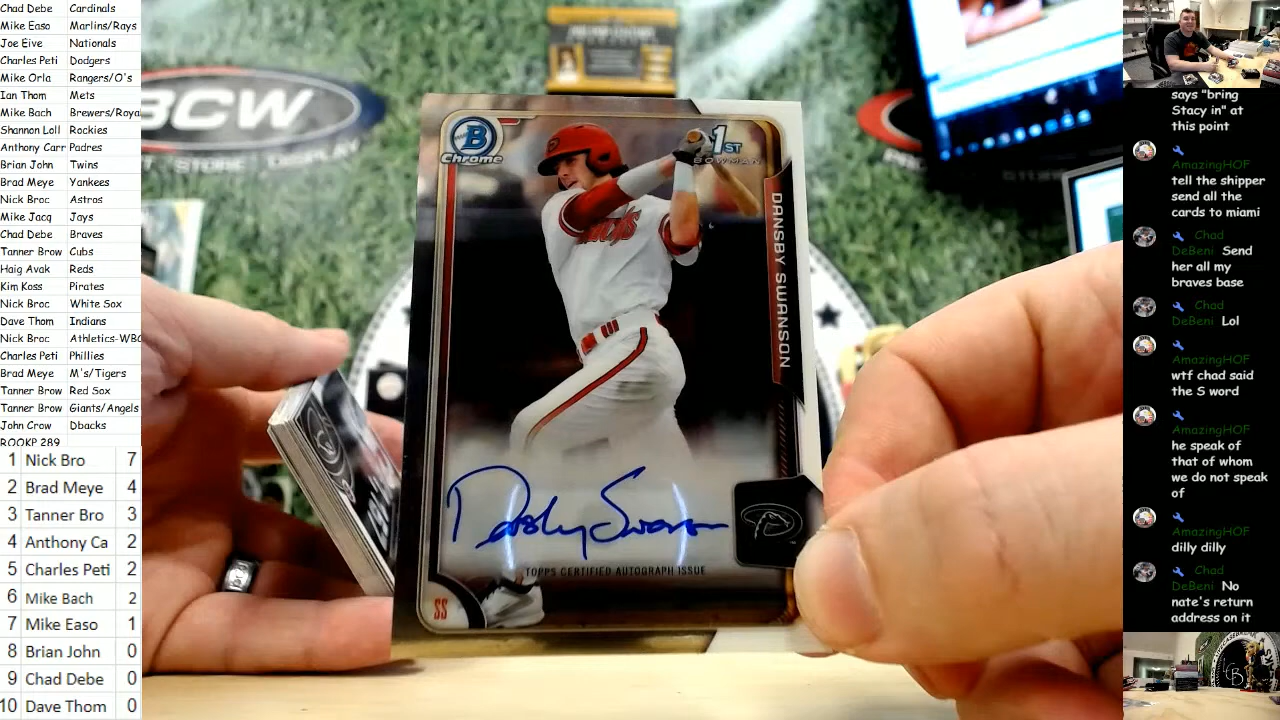 Chad Debe Cardinals
Mike Easo Marlins/Rays
Joe Eive Nationals
Charles Peti Dodgers
Mike Orla Rangers/O's
Ian Thom Mets
Mike Bach Brewers/Roya
Shannon Loll Rockies
Anthony Carr Padres
Brian John Twins
Brad Meye Yankees
Nick Broc Astros
Mike Jacq Jays
Chad Debe Braves
Tanner Brow Cubs
Haig Avak Reds
Kim Koss Pirates
Nick Broc White Sox
Dave Thom Indians
Nick Broc Athletics-WBC
Charles Peti Phillies
Brad Meye M's/Tigers
Tanner Brow Red Sox
Tanner Brow Giants/Angels
John Crow Dbacks
1 Nick Bro 7
2 Brad Meye 4
3 Tanner Bro 3
4 Anthony Ca 2
5 Charles Peti 2
6 Mike Bach 2
7 Mike Easo 1
8 Brian John 0
9 Chad Debe 0
10 Dave Thom 0
BCW
B
Chrome
1ST
BOWMAN
DANSBY SWANSON
Dansby Swanson
TOPPS CERTIFIED AUTOGRAPH ISSUE
SS
says "bring
Stacy in" at
this point
AmazingHOF
tell the shipper
send all the
cards to miami
Chad
DeBeni Send
her all my
braves base
Chad
DeBeni Lol
AmazingHOF
wtf chad said
the S word
AmazingHOF
he speak of
that of whom
we do not speak
of
AmazingHOF
dilly dilly
Chad
DeBeni No
nate's return
address on it